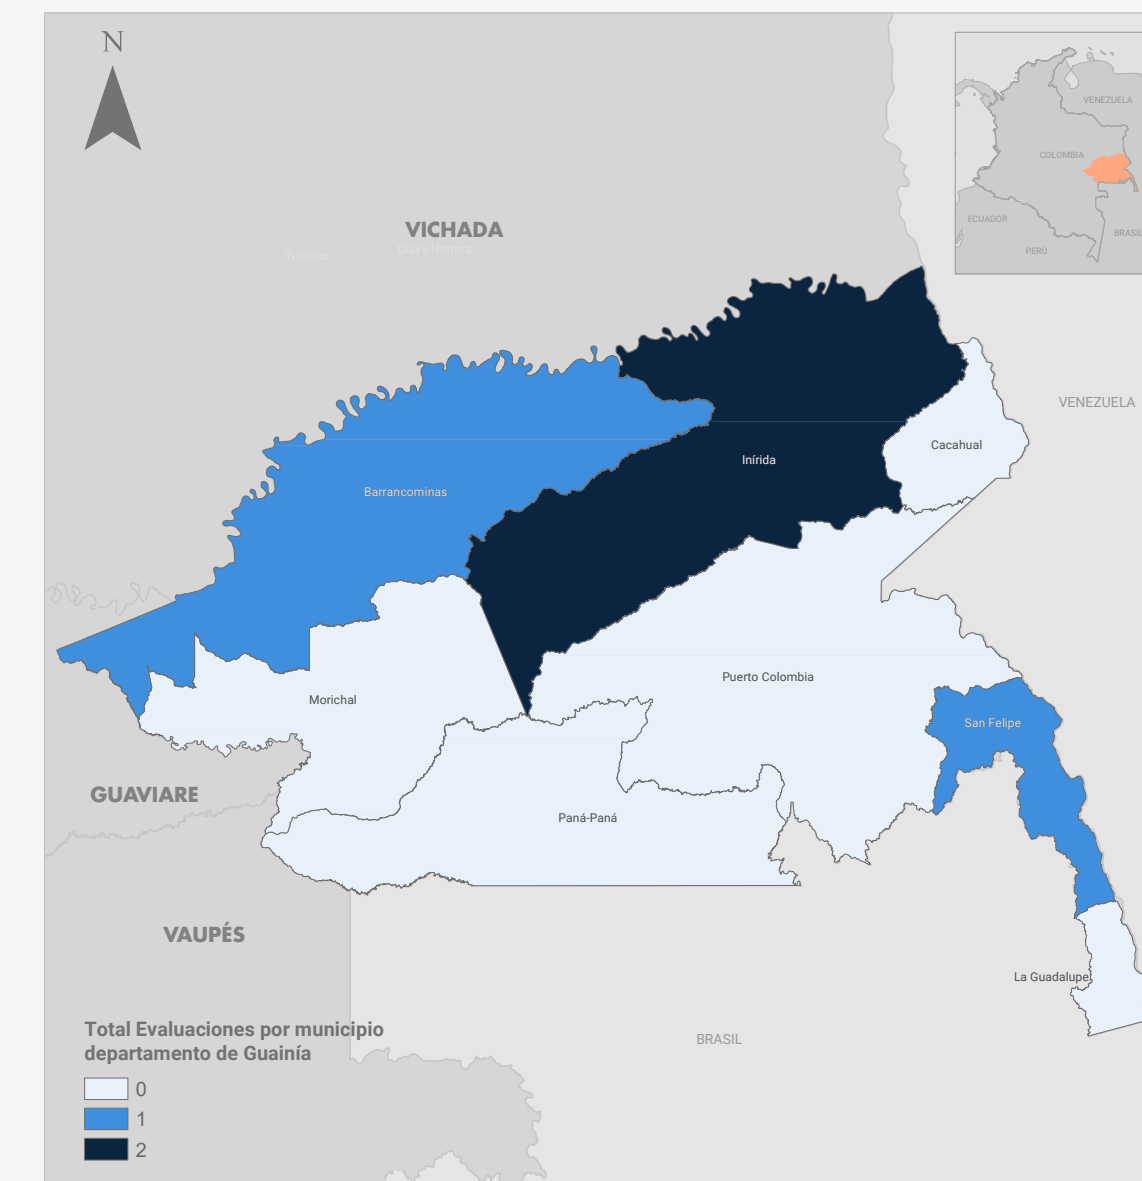 N
VENEZUELA
COLOMBIA
ECUADOR
BRASIL
PERÚ
VICHADA
Tumaco
Olaya Herrera
VENEZUELA
Cacahual
Inírida
Barrancominas
Puerto Colombia
Morichal
San Felipe
GUAVIARE
Paná-Paná
VAUPÉS
La Guadalupe
Total Evaluaciones por municipio
departamento de Guainía
BRASIL
0
1
2